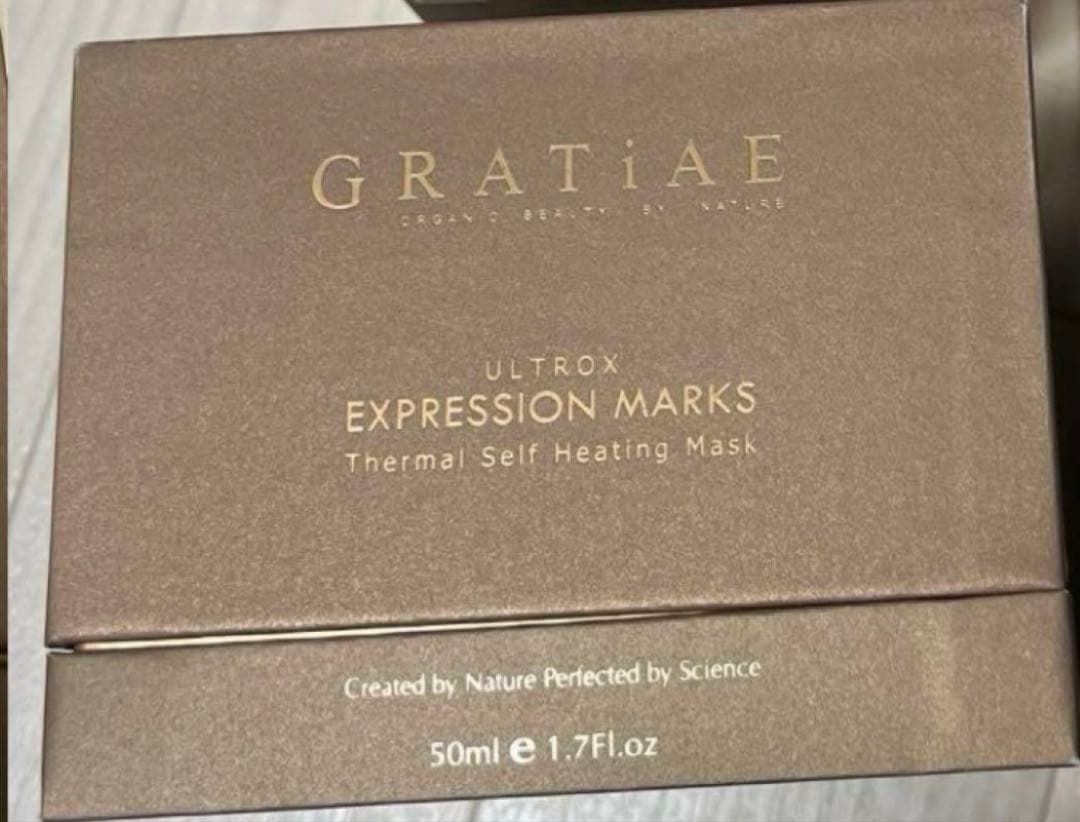 GRATiAE
ORGANIC BEAUTY BY NATURE
ULTROX
EXPRESSION MARKS
Thermal Self Heating Mask
Created by Nature Perfected by Science
50ml e 1.7Fl.oz